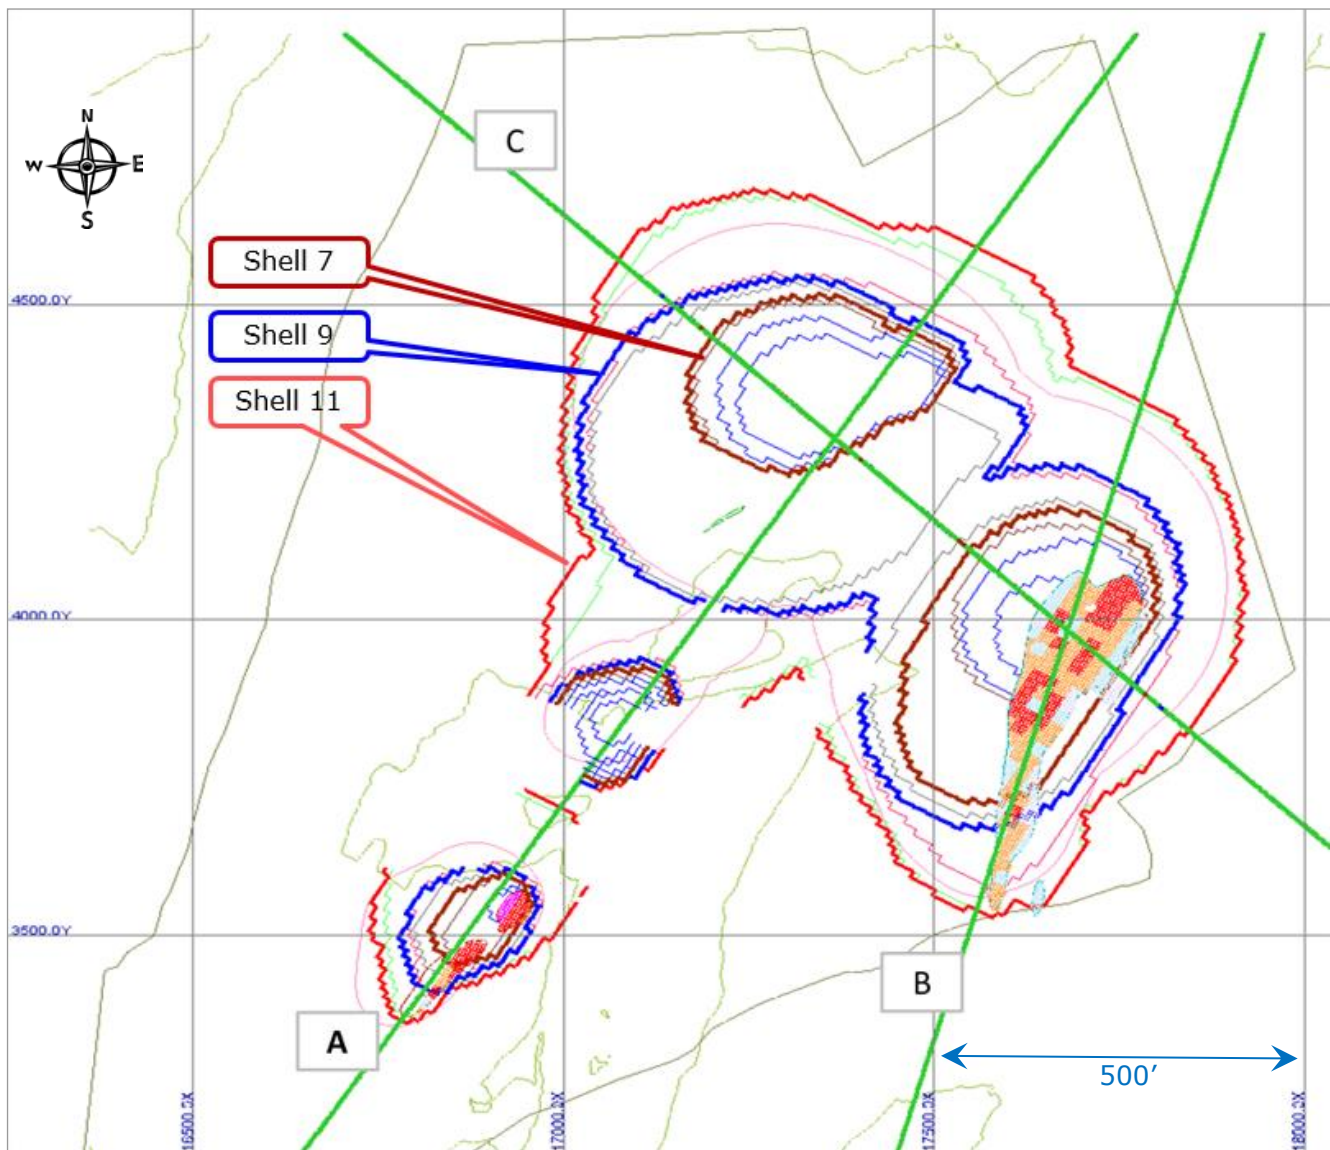 N
W E
S
C
Shell 7
4500.0Y
Shell 9
Shell 11
4000.0Y
3500.0Y
B
A
500′
16500.0X
17000.0X
17500.0X
18000.0X